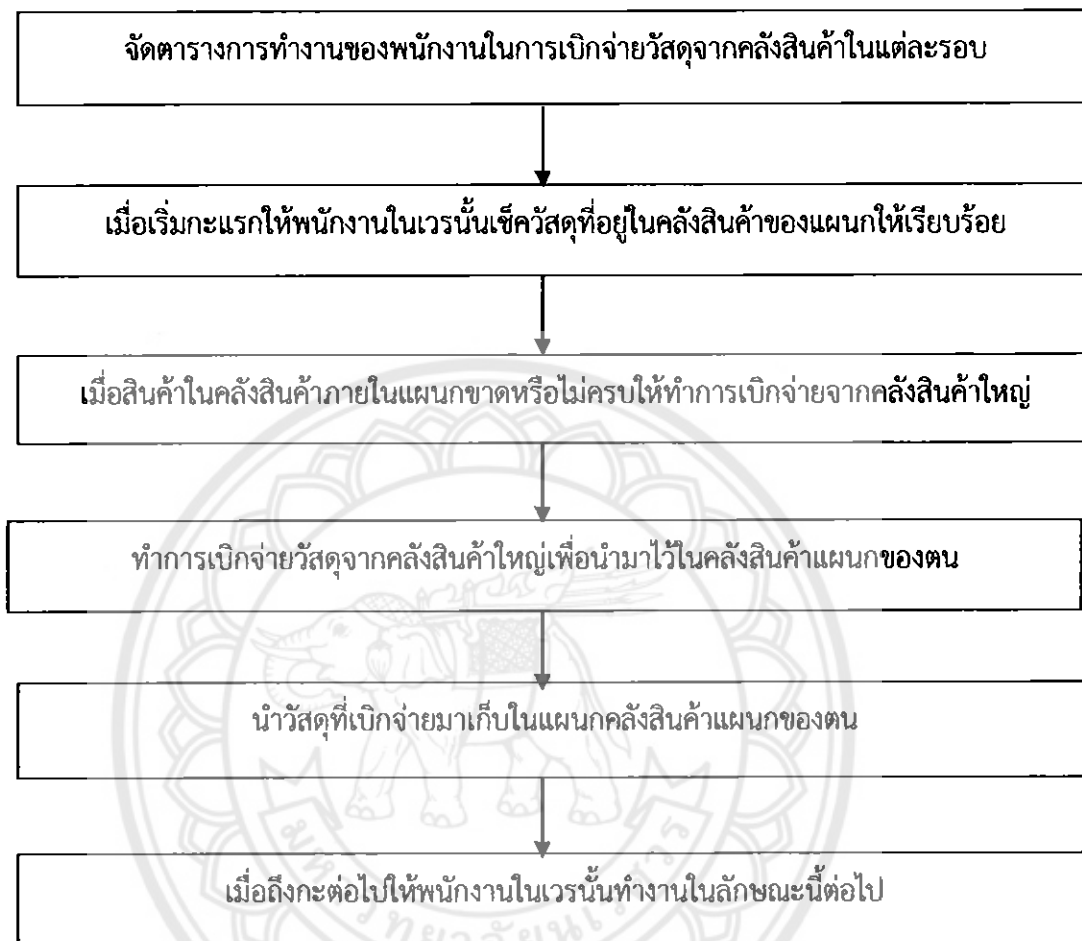 จัดตารางการทำงานของพนักงานในการเบิกจ่ายวัสดุจากคลังสินค้าในแต่ละรอบ
เมื่อเริ่มกะแรกให้พนักงานในเวรนั้นเช็ควัสดุที่อยู่ในคลังสินค้าของแผนกให้เรียบร้อย
เมื่อสินค้าในคลังสินค้าภายในแผนกขาดหรือไม่ครบให้ทำการเบิกจ่ายจากคลังสินค้าใหญ่
ทำการเบิกจ่ายวัสดุจากคลังสินค้าใหญ่เพื่อนำมาไว้ในคลังสินค้าแผนกของตน
นำวัสดุที่เบิกจ่ายมาเก็บในแผนกคลังสินค้าแผนกของตน
เมื่อถึงกะต่อไปให้พนักงานในเวรนั้นทำงานในลักษณะนี้ต่อไป